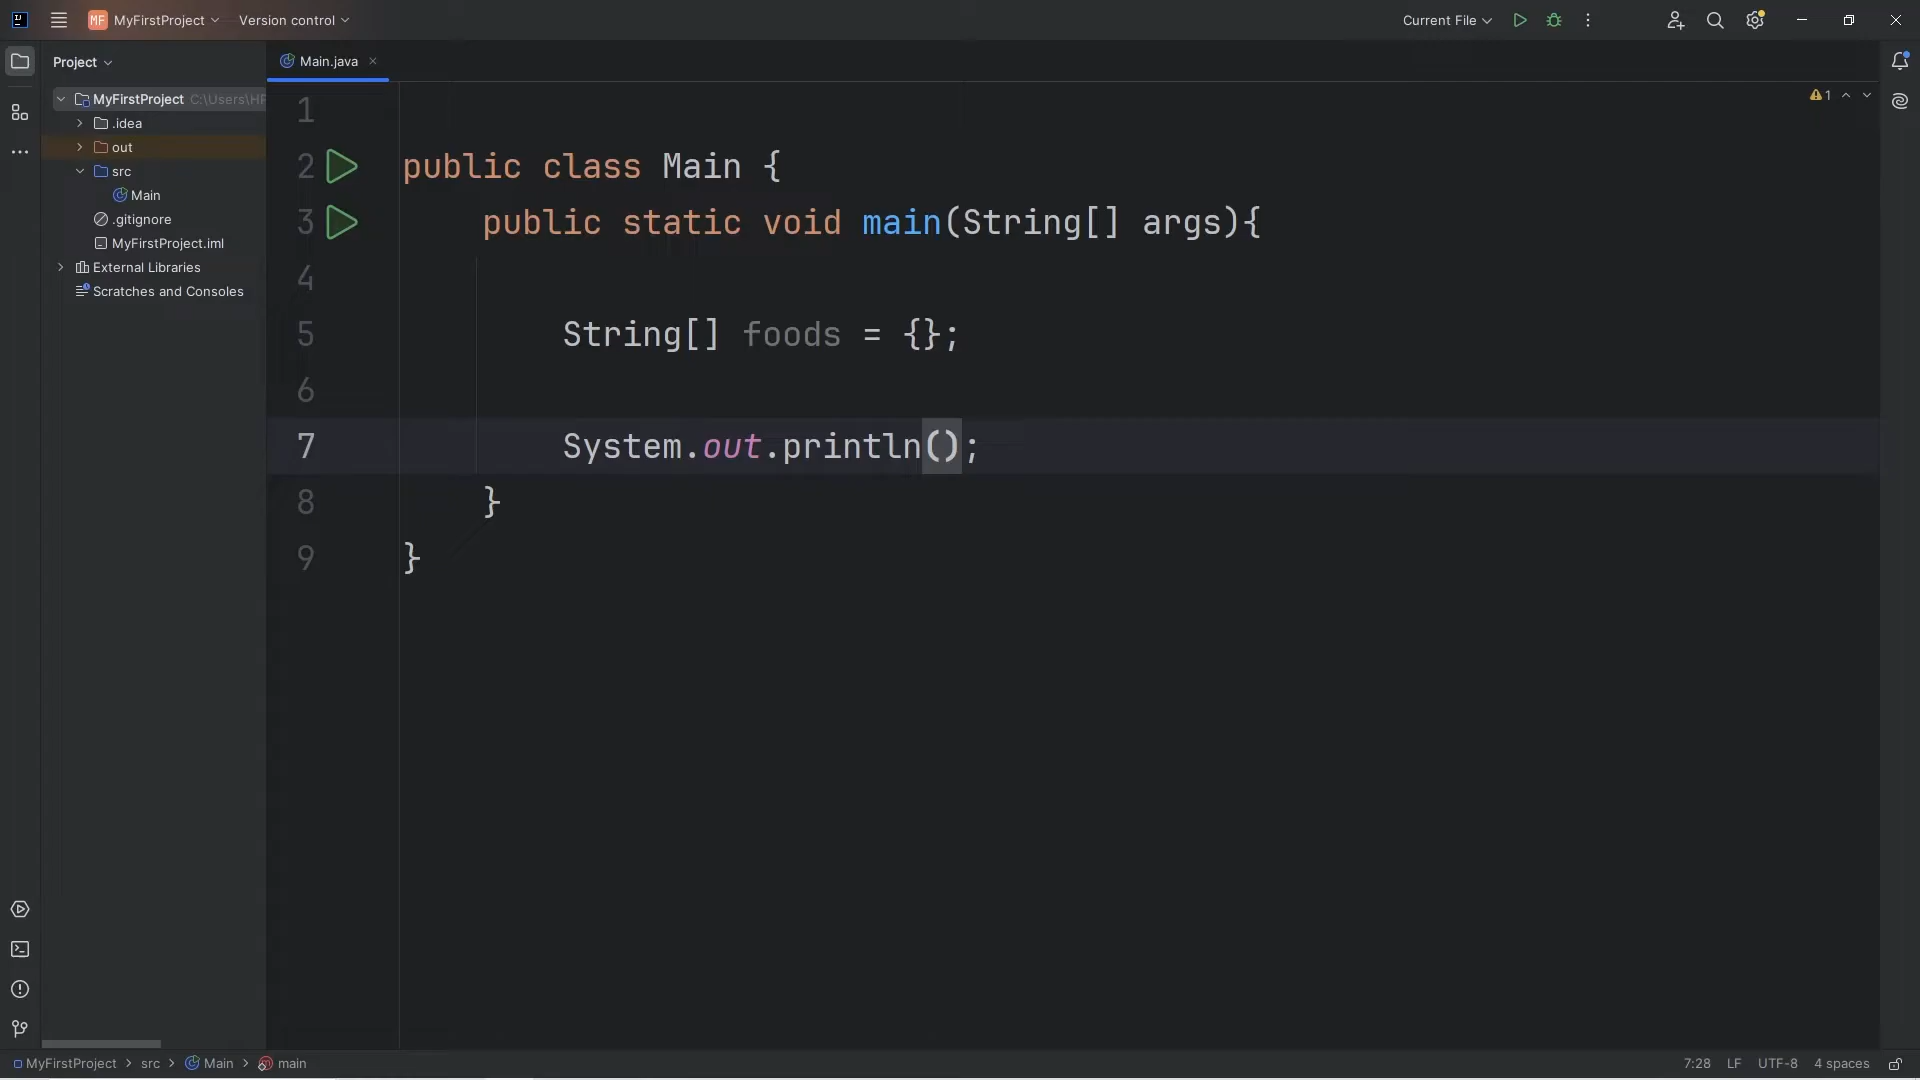 MF MyFirstProject Version control Current File
Project
Main.java
MyFirstProject C:\Users\HP
.idea
out
src
Main
.gitignore
MyFirstProject.iml
External Libraries
Scratches and Consoles
1
1
2 public class Main {
3 public static void main(String[] args){
4
5 String[] foods = {};
6
7 System.out.println();
8 }
9 }
MyFirstProject > src > Main > main 7:28 LF UTF-8 4 spaces